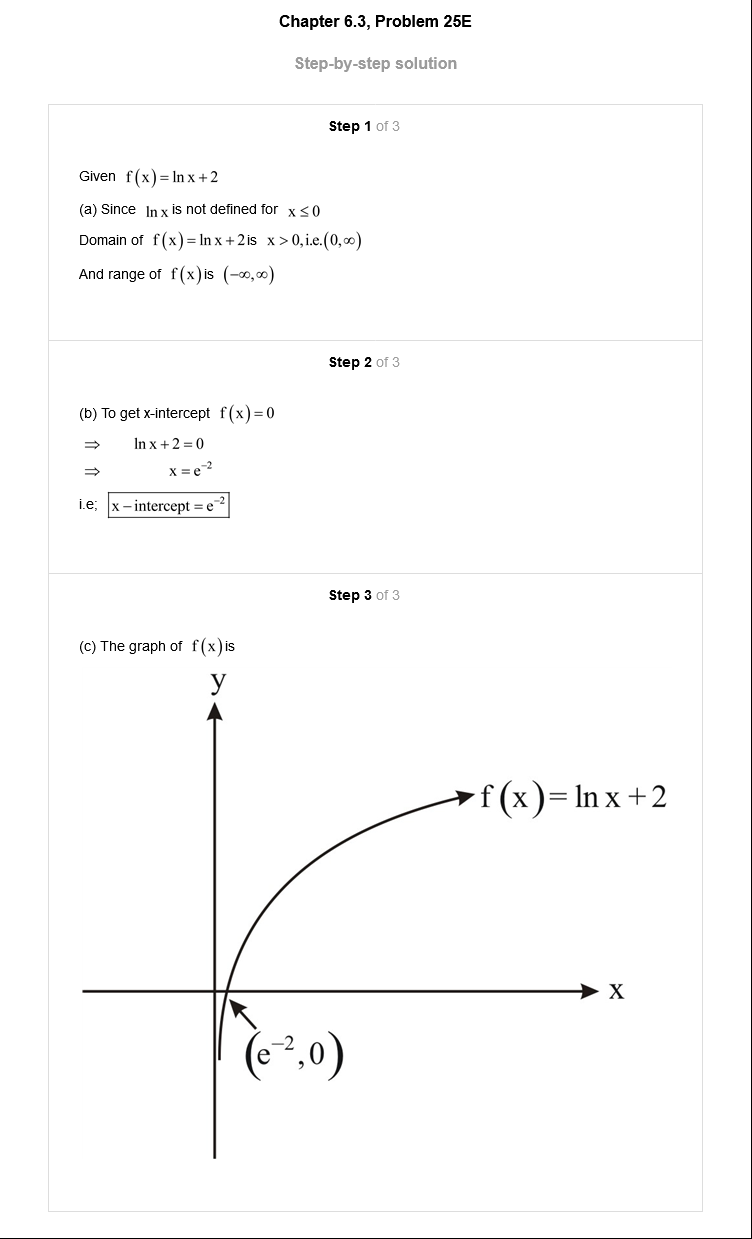 Chapter 6.3, Problem 25E
Step-by-step solution
Step 1 of 3
Given f(x)=ln x+2
(a) Since ln x is not defined for x≤0
Domain of f(x)=ln x+2 is x>0,i.e.(0,∞)
And range of f(x) is (−∞,∞)
Step 2 of 3
(b) To get x-intercept f(x)=0
⇒ ln x+2=0
⇒ x=e⁻²
i.e; x−intercept=e⁻²
Step 3 of 3
(c) The graph of f(x) is
y
f(x)=ln x+2
x
(e⁻²,0)